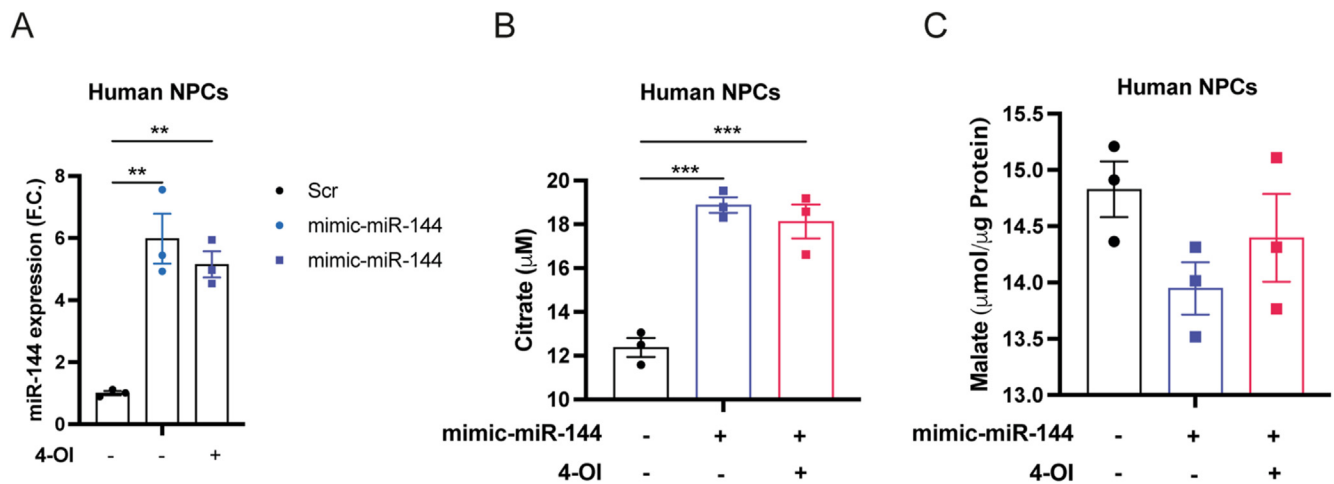 A
Human NPCs
**
**
miR-144 expression (F.C.)
8
6
4
2
0
4-OI - - +
Scr
mimic-miR-144
mimic-miR-144
B
Human NPCs
***
***
Citrate (μM)
20
18
16
14
12
10
mimic-miR-144 - + +
4-OI - - +
C
Human NPCs
Malate (μmol/μg Protein)
15.5
15.0
14.5
14.0
13.5
13.0
mimic-miR-144 - + +
4-OI - - +